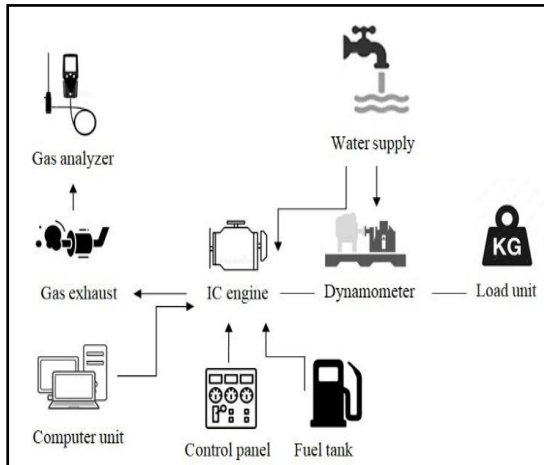 Gas analyzer
Water supply
KG
Gas exhaust
IC engine
Dynamometer
Load unit
Computer unit
Control panel
Fuel tank